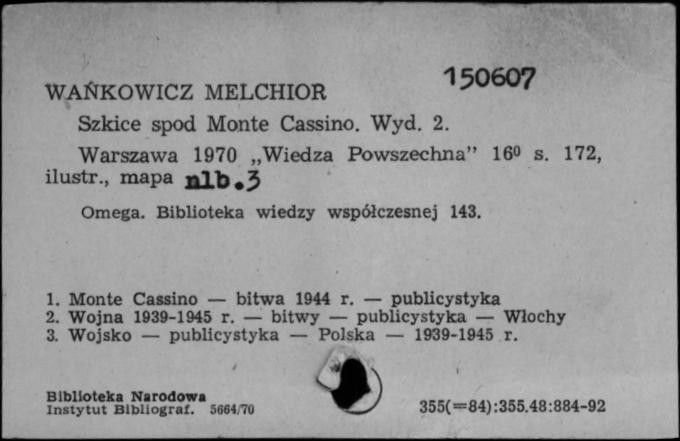 150607
WAŃKOWICZ MELCHIOR
Szkice spod Monte Cassino. Wyd. 2.
Warszawa 1970 „Wiedza Powszechna” 16⁰ s. 172,
ilustr., mapa nlb.3
Omega. Biblioteka wiedzy współczesnej 143.
1. Monte Cassino — bitwa 1944 r. — publicystyka
2. Wojna 1939-1945 r. — bitwy — publicystyka — Włochy
3. Wojsko — publicystyka — Polska — 1939-1945 r.
Biblioteka Narodowa
Instytut Bibliograf. 5664/70
355(=84):355.48:884-92